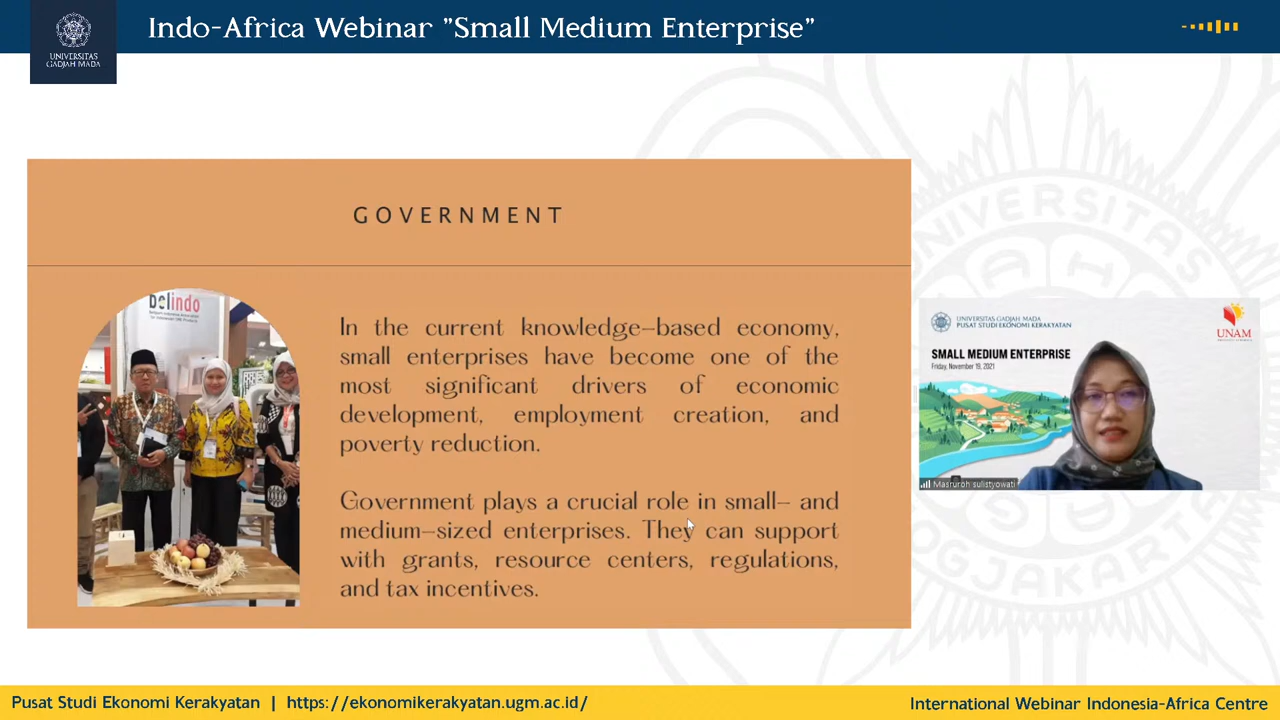 Indo-Africa Webinar "Small Medium Enterprise"
UNIVERSITAS
GADJAH MADA
GOVERNMENT
belindo
In the current knowledge-based economy,
small enterprises have become one of the
most significant drivers of economic
development, employment creation, and
poverty reduction.
Government plays a crucial role in small- and
medium-sized enterprises. They can support
with grants, resource centers, regulations,
and tax incentives.
UNIVERSITAS GADJAH MADA
PUSAT STUDI EKONOMI KERAKYATAN
UNAM
SMALL MEDIUM ENTERPRISE
Friday, November 19, 2021
Masruroh sulistyowati
Pusat Studi Ekonomi Kerakyatan | https://ekonomikerakyatan.ugm.ac.id/
International Webinar Indonesia-Africa Centre